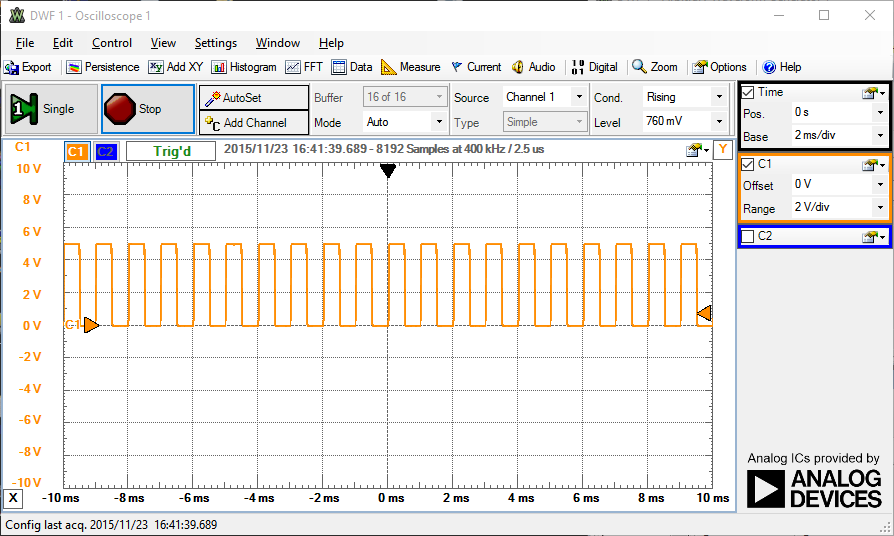 DWF 1 - Oscilloscope 1
File Edit Control View Settings Window Help
Export Persistence Add XY Histogram FFT Data Measure Current Audio Digital Zoom Options Help
1 Single Stop AutoSet Add Channel
Buffer 16 of 16 Source Channel 1 Cond. Rising
Mode Auto Type Simple Level 760 mV
C1 C1 C2 Trig'd 2015/11/23 16:41:39.689 - 8192 Samples at 400 kHz / 2.5 us Y
10 V
8 V
6 V
4 V
2 V
0 V
-2 V
-4 V
-6 V
-8 V
-10 V
C1
X -10 ms -8 ms -6 ms -4 ms -2 ms 0 ms 2 ms 4 ms 6 ms 8 ms 10 ms
Time
Pos. 0 s
Base 2 ms/div
C1
Offset 0 V
Range 2 V/div
C2
Analog ICs provided by
ANALOG
DEVICES
Config last acq. 2015/11/23 16:41:39.689